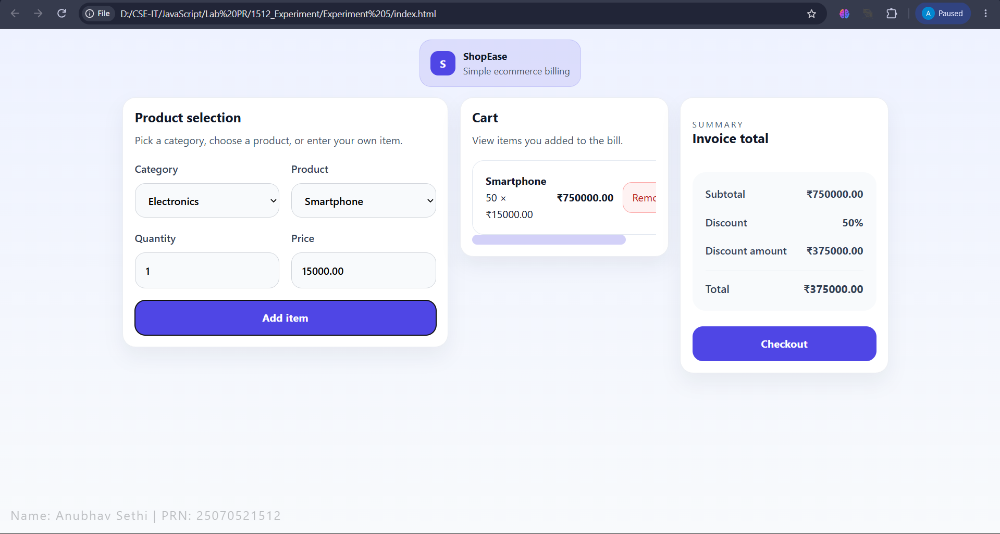 File D:/CSE-IT/JavaScript/Lab%20PR/1512_Experiment/Experiment%205/index.html
A Paused
S
ShopEase
Simple ecommerce billing
Product selection
Pick a category, choose a product, or enter your own item.
Category
Product
Electronics
Smartphone
Quantity
Price
1
15000.00
Add item
Cart
View items you added to the bill.
Smartphone
50 ×
₹15000.00
₹750000.00
Remo
SUMMARY
Invoice total
Subtotal ₹750000.00
Discount 50%
Discount amount ₹375000.00
Total ₹375000.00
Checkout
Name: Anubhav Sethi | PRN: 25070521512